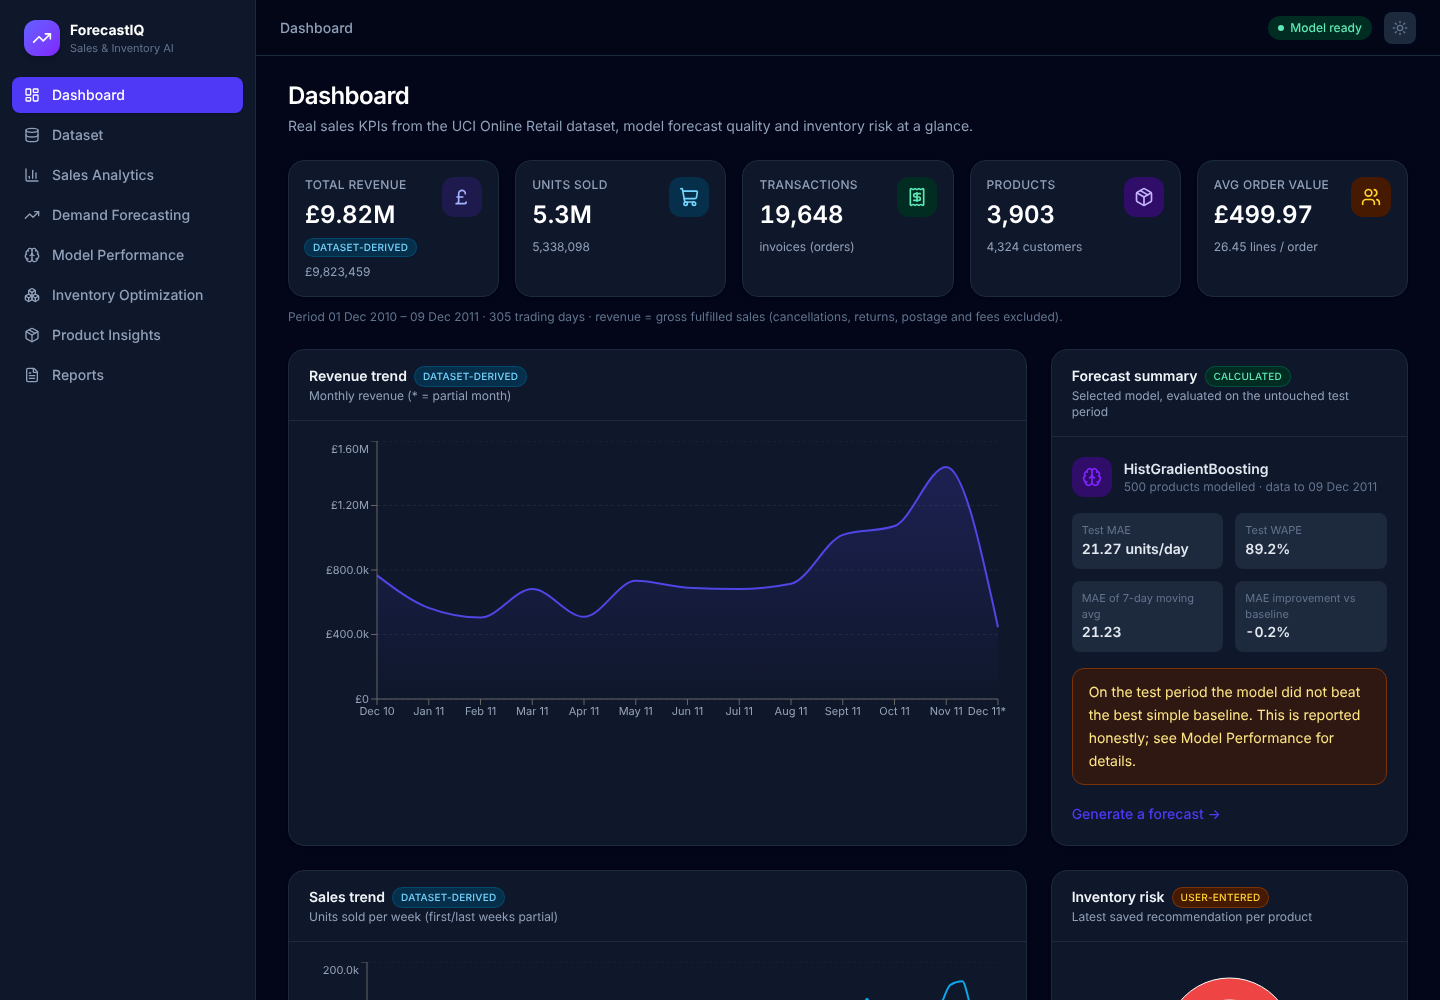 ForecastIQ
Sales & Inventory AI
Dashboard
Dataset
Sales Analytics
Demand Forecasting
Model Performance
Inventory Optimization
Product Insights
Reports
Dashboard
Model ready
Dashboard
Real sales KPIs from the UCI Online Retail dataset, model forecast quality and inventory risk at a glance.
TOTAL REVENUE
£9.82M
DATASET-DERIVED
£9,823,459
UNITS SOLD
5.3M
5,338,098
TRANSACTIONS
19,648
invoices (orders)
PRODUCTS
3,903
4,324 customers
AVG ORDER VALUE
£499.97
26.45 lines / order
Period 01 Dec 2010 – 09 Dec 2011 · 305 trading days · revenue = gross fulfilled sales (cancellations, returns, postage and fees excluded).
Revenue trend DATASET-DERIVED
Monthly revenue (* = partial month)
£1.60M
£1.20M
£800.0k
£400.0k
£0
Dec 10 Jan 11 Feb 11 Mar 11 Apr 11 May 11 Jun 11 Jul 11 Aug 11 Sept 11 Oct 11 Nov 11 Dec 11*
Forecast summary CALCULATED
Selected model, evaluated on the untouched test
period
HistGradientBoosting
500 products modelled · data to 09 Dec 2011
Test MAE
21.27 units/day
Test WAPE
89.2%
MAE of 7-day moving
avg
21.23
MAE improvement vs
baseline
-0.2%
On the test period the model did not beat
the best simple baseline. This is reported
honestly; see Model Performance for
details.
Generate a forecast →
Sales trend DATASET-DERIVED
Units sold per week (first/last weeks partial)
200.0k
Inventory risk USER-ENTERED
Latest saved recommendation per product